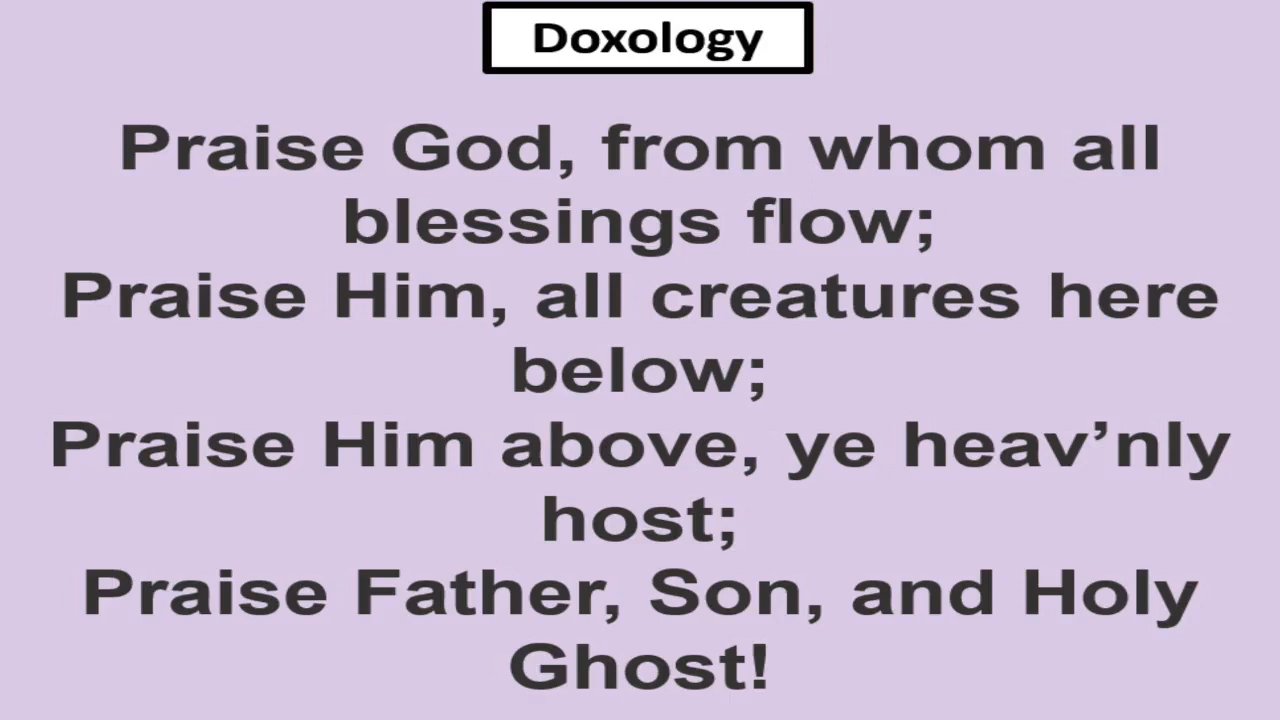 Doxology
Praise God, from whom all
blessings flow;
Praise Him, all creatures here
below;
Praise Him above, ye heav’nly
host;
Praise Father, Son, and Holy
Ghost!